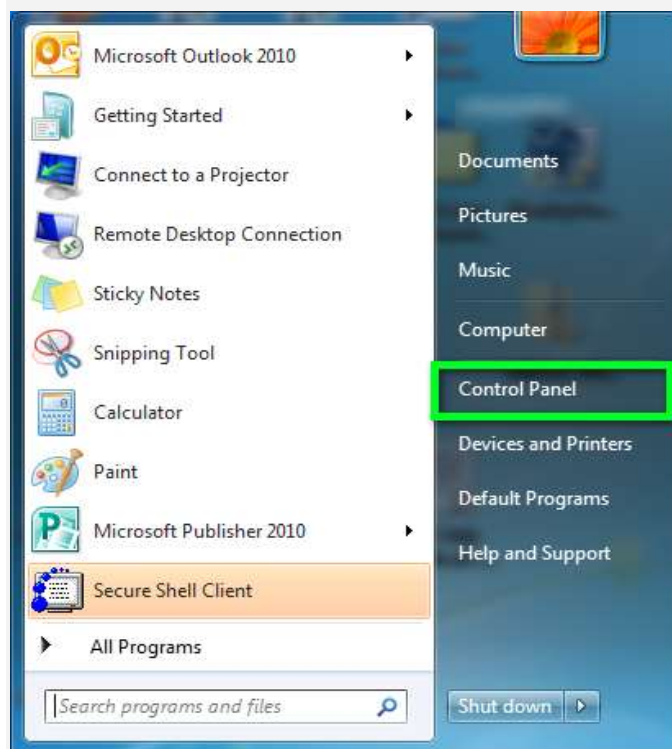 Microsoft Outlook 2010
Getting Started
Connect to a Projector
Remote Desktop Connection
Sticky Notes
Snipping Tool
Calculator
Paint
Microsoft Publisher 2010
Secure Shell Client
All Programs
Search programs and files
Documents
Pictures
Music
Computer
Control Panel
Devices and Printers
Default Programs
Help and Support
Shut down